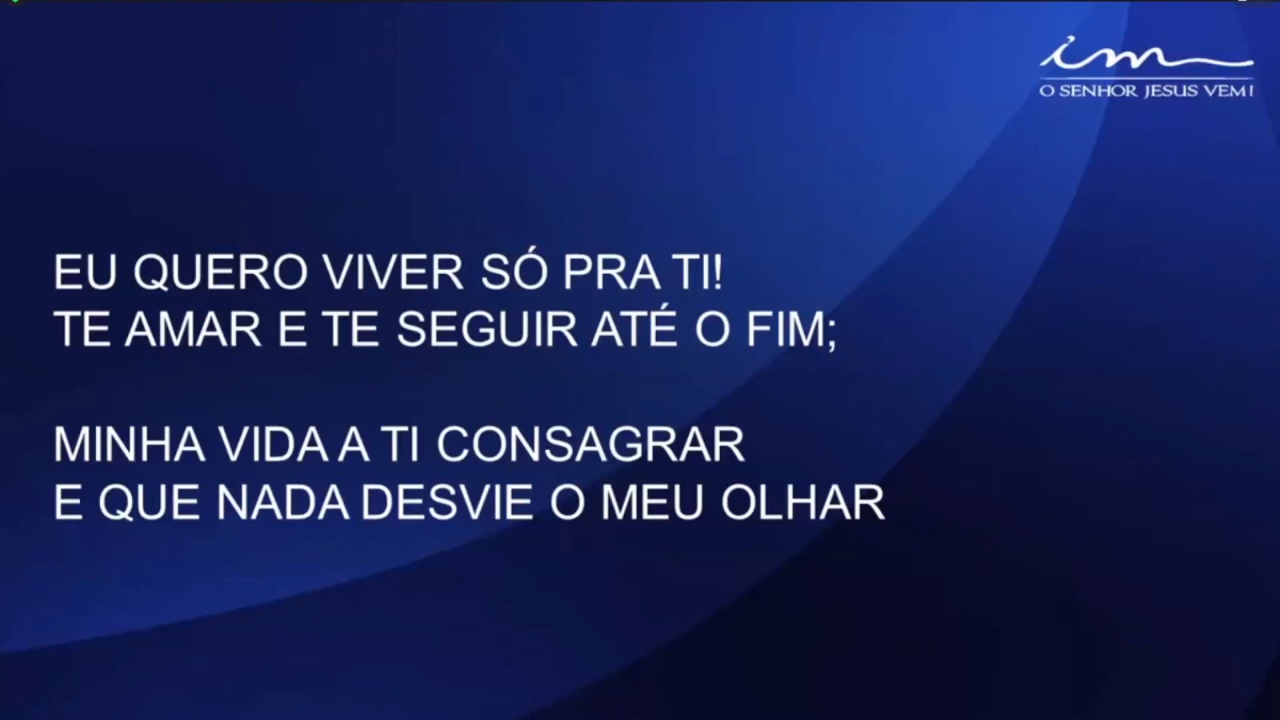 im
O SENHOR JESUS VEM!
EU QUERO VIVER SÓ PRA TI!
TE AMAR E TE SEGUIR ATÉ O FIM;
MINHA VIDA A TI CONSAGRAR
E QUE NADA DESVIE O MEU OLHAR